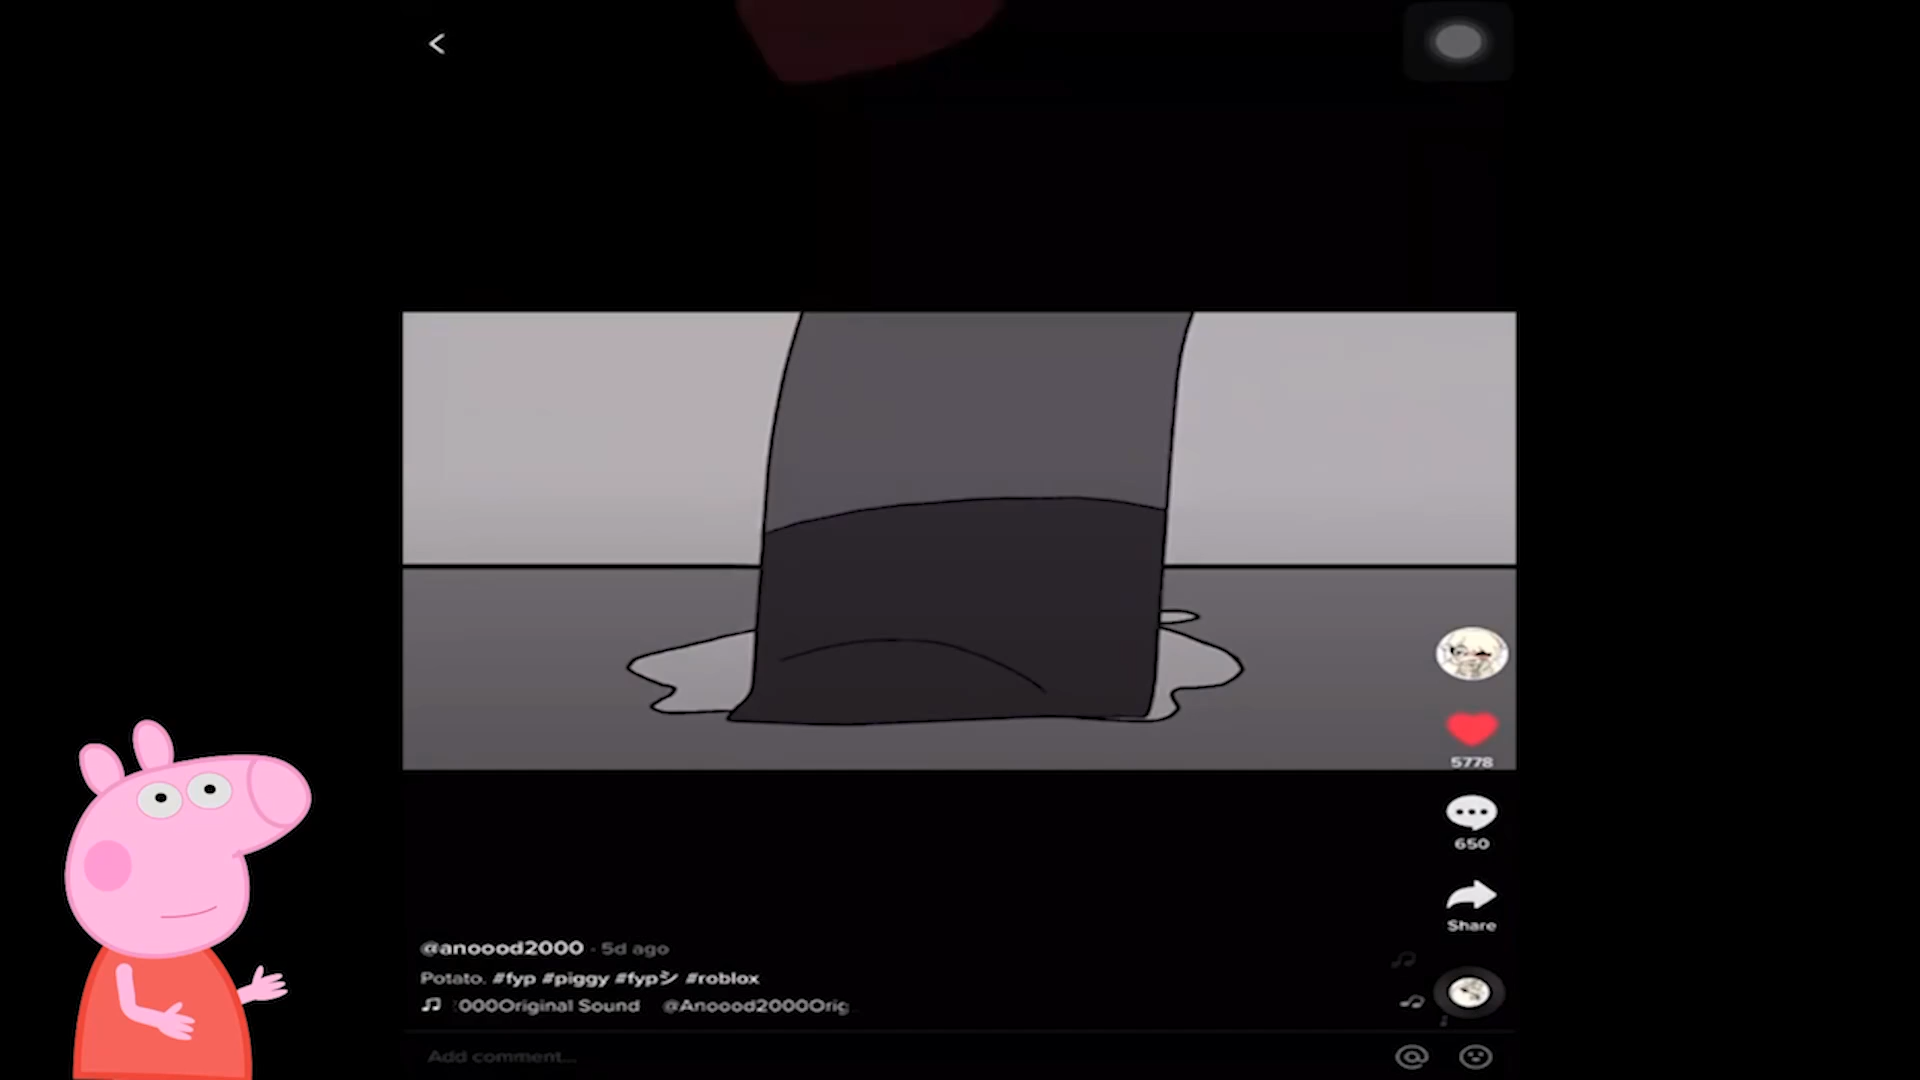 5778
650
Share
@anoood2000 · 5d ago
Potato. #fyp #piggy #fypシ #roblox
000Original Sound @Anoood2000Orig
Add comment...